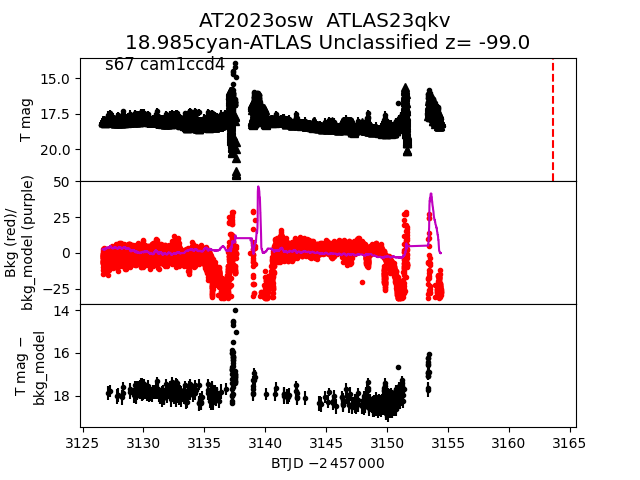 AT2023osw ATLAS23qkv
18.985cyan-ATLAS Unclassified z= -99.0
s67 cam1ccd4
T mag
15.0
17.5
20.0
Bkg (red)/
bkg_model (purple)
50
25
0
−25
T mag −
bkg_model
14
16
18
3125 3130 3135 3140 3145 3150 3155 3160 3165
BTJD −2 457 000